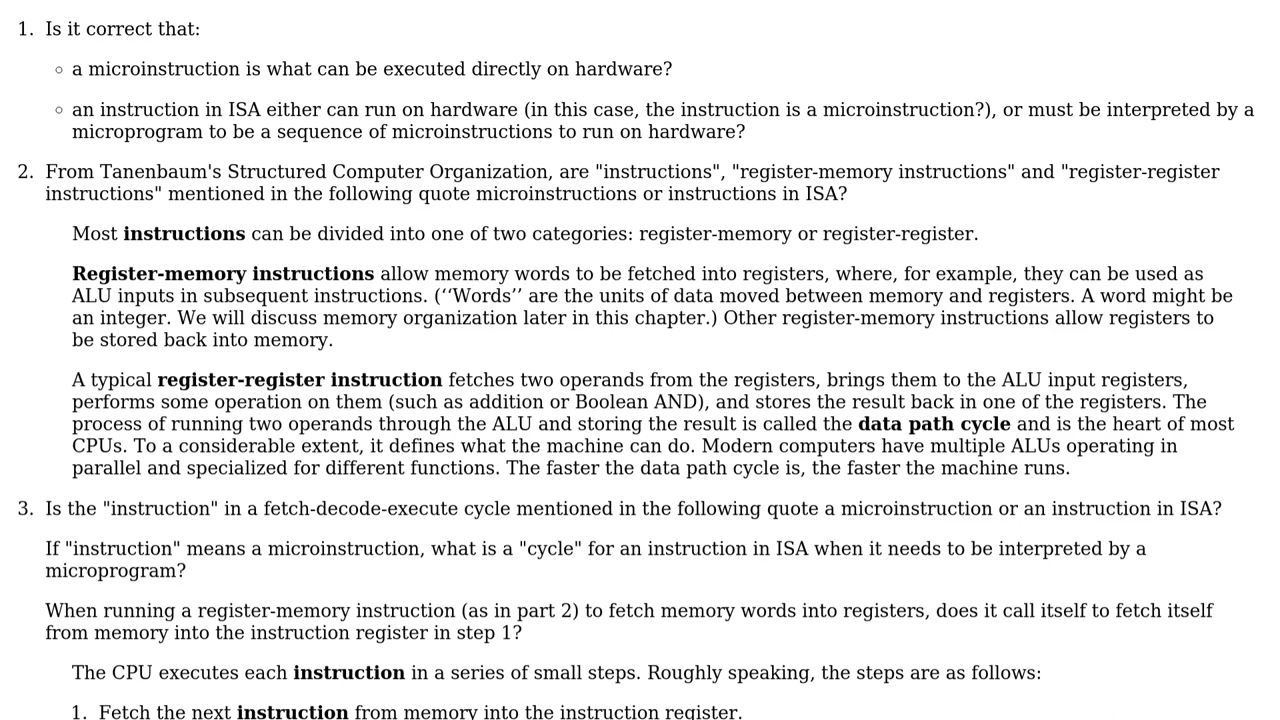 1. Is it correct that:
◦ a microinstruction is what can be executed directly on hardware?
◦ an instruction in ISA either can run on hardware (in this case, the instruction is a microinstruction?), or must be interpreted by a
microprogram to be a sequence of microinstructions to run on hardware?
2. From Tanenbaum's Structured Computer Organization, are "instructions", "register-memory instructions" and "register-register
instructions" mentioned in the following quote microinstructions or instructions in ISA?
Most instructions can be divided into one of two categories: register-memory or register-register.
Register-memory instructions allow memory words to be fetched into registers, where, for example, they can be used as
ALU inputs in subsequent instructions. (‘‘Words’’ are the units of data moved between memory and registers. A word might be
an integer. We will discuss memory organization later in this chapter.) Other register-memory instructions allow registers to
be stored back into memory.
A typical register-register instruction fetches two operands from the registers, brings them to the ALU input registers,
performs some operation on them (such as addition or Boolean AND), and stores the result back in one of the registers. The
process of running two operands through the ALU and storing the result is called the data path cycle and is the heart of most
CPUs. To a considerable extent, it defines what the machine can do. Modern computers have multiple ALUs operating in
parallel and specialized for different functions. The faster the data path cycle is, the faster the machine runs.
3. Is the "instruction" in a fetch-decode-execute cycle mentioned in the following quote a microinstruction or an instruction in ISA?
If "instruction" means a microinstruction, what is a "cycle" for an instruction in ISA when it needs to be interpreted by a
microprogram?
When running a register-memory instruction (as in part 2) to fetch memory words into registers, does it call itself to fetch itself
from memory into the instruction register in step 1?
The CPU executes each instruction in a series of small steps. Roughly speaking, the steps are as follows:
1. Fetch the next instruction from memory into the instruction register.